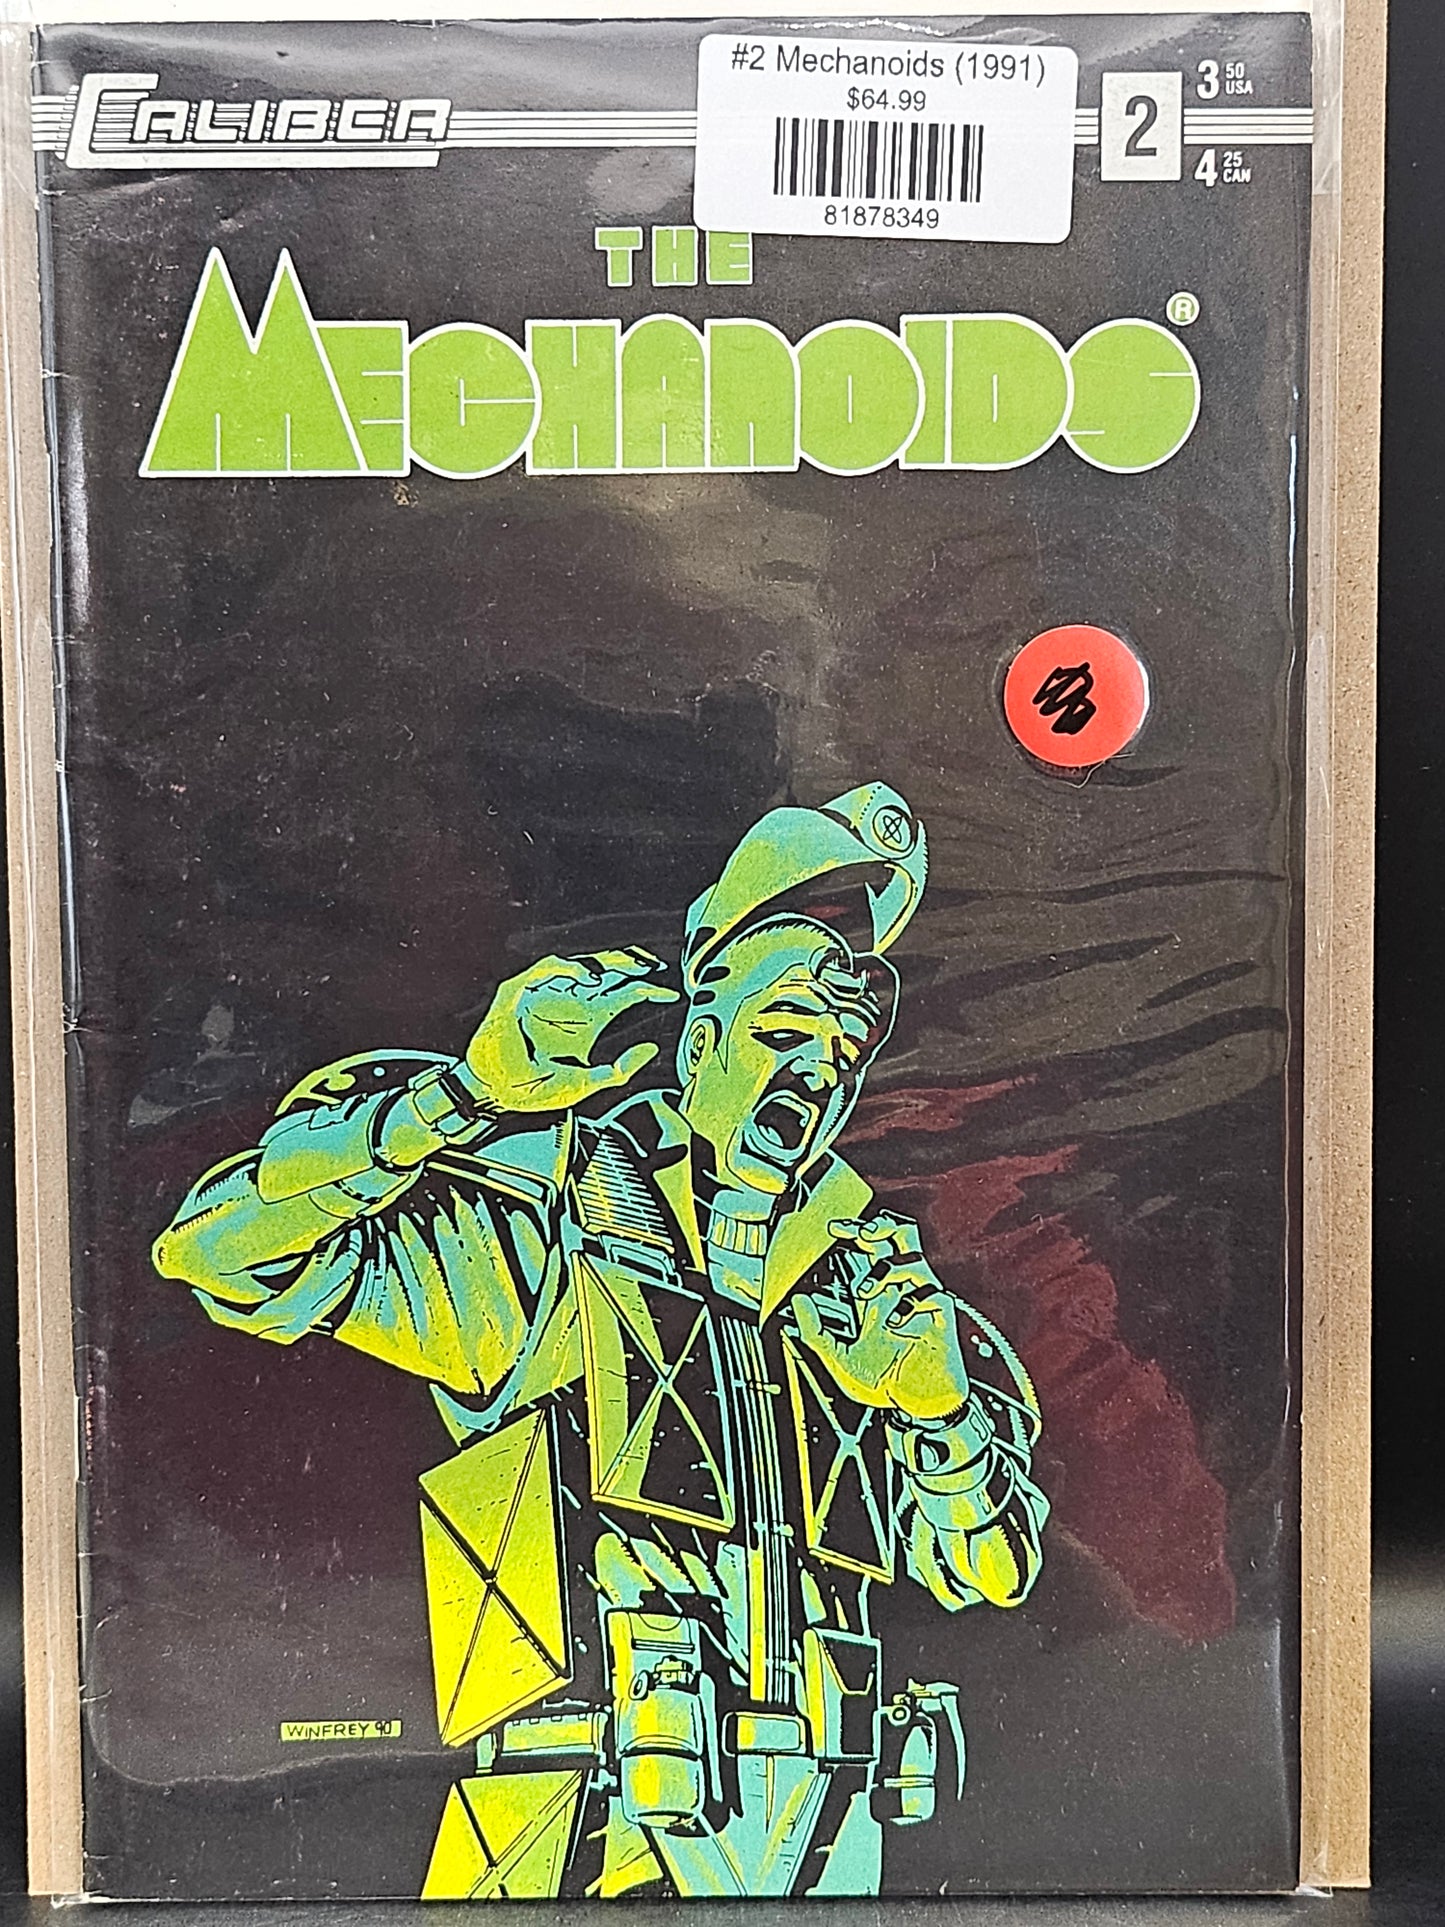 #2 Mechanoids (1991)
$64.99
81878349
CALIBER
2
3 50 USA
4 25 CAN
THE
MECHANOIDS®
WINFREY 90